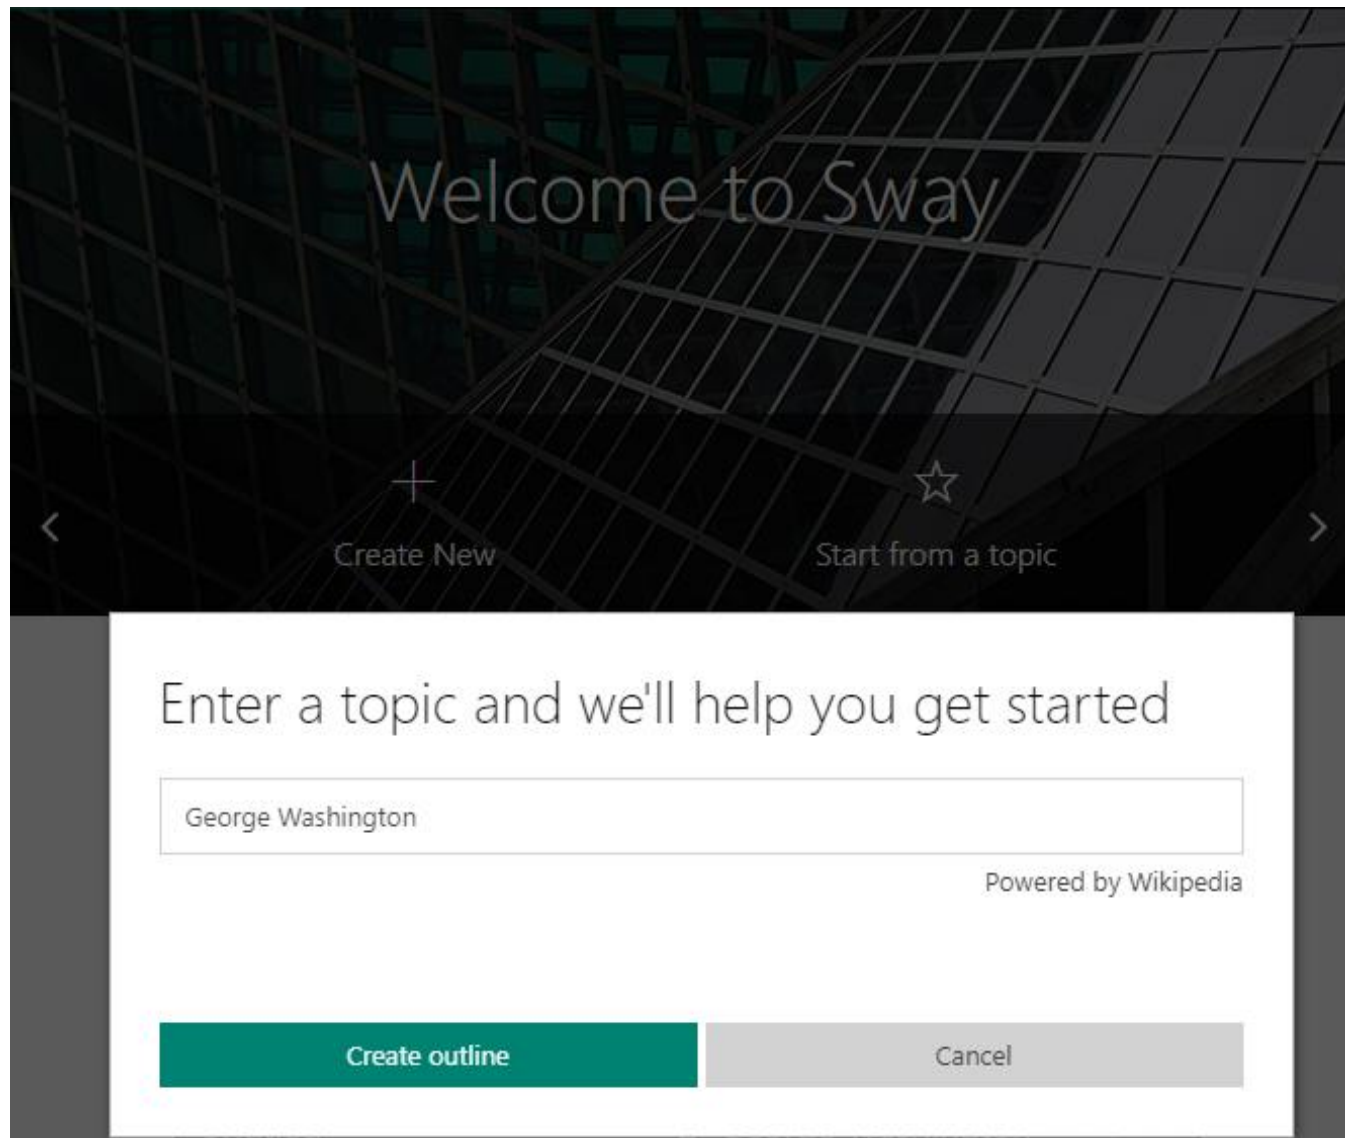 Welcome to Sway
Create New
Start from a topic
Enter a topic and we'll help you get started
George Washington
Powered by Wikipedia
Create outline
Cancel